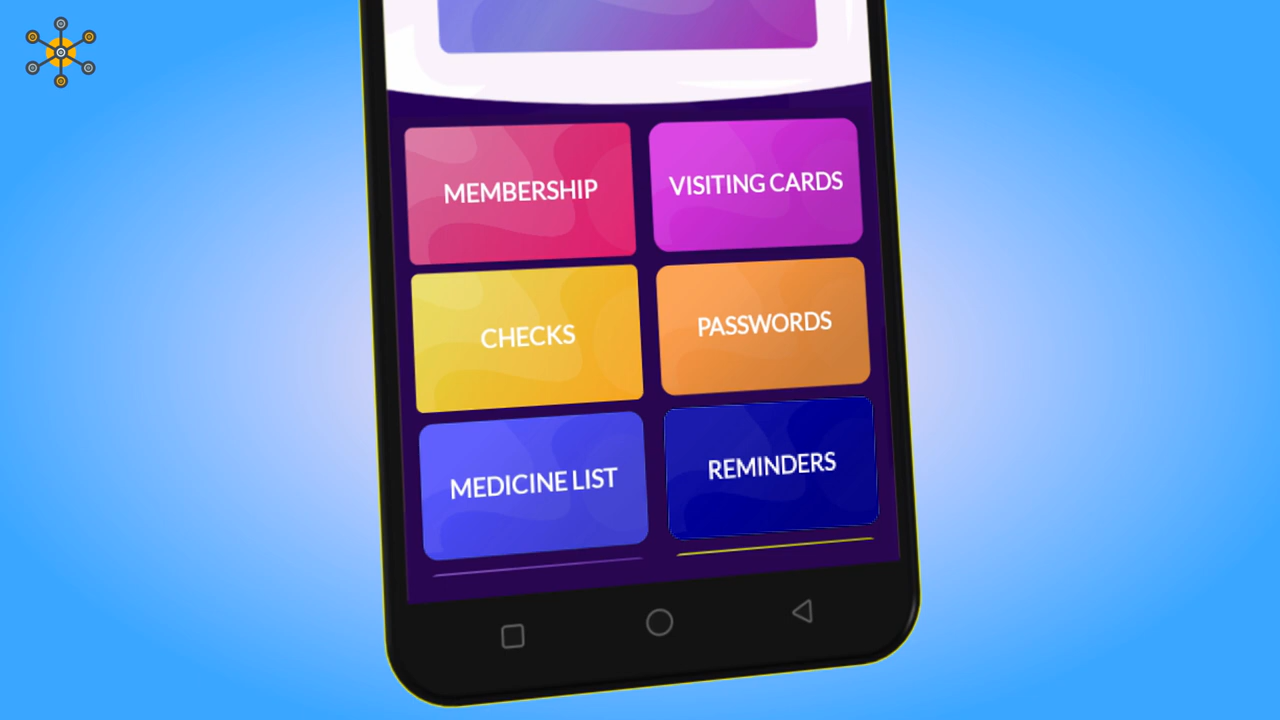 MEMBERSHIP
VISITING CARDS
CHECKS
PASSWORDS
MEDICINE LIST
REMINDERS